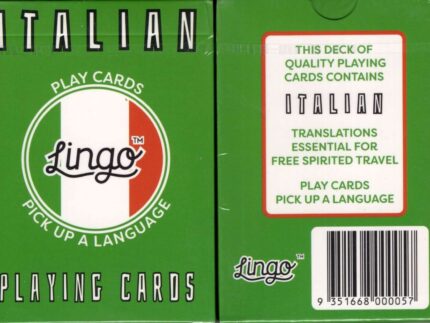 ITALIAN
PLAY CARDS
Lingo™
PICK UP A LANGUAGE
PLAYING CARDS
THIS DECK OF
QUALITY PLAYING
CARDS CONTAINS
ITALIAN
TRANSLATIONS
ESSENTIAL FOR
FREE SPIRITED TRAVEL
PLAY CARDS
PICK UP A LANGUAGE
Lingo™
9 351668 000057